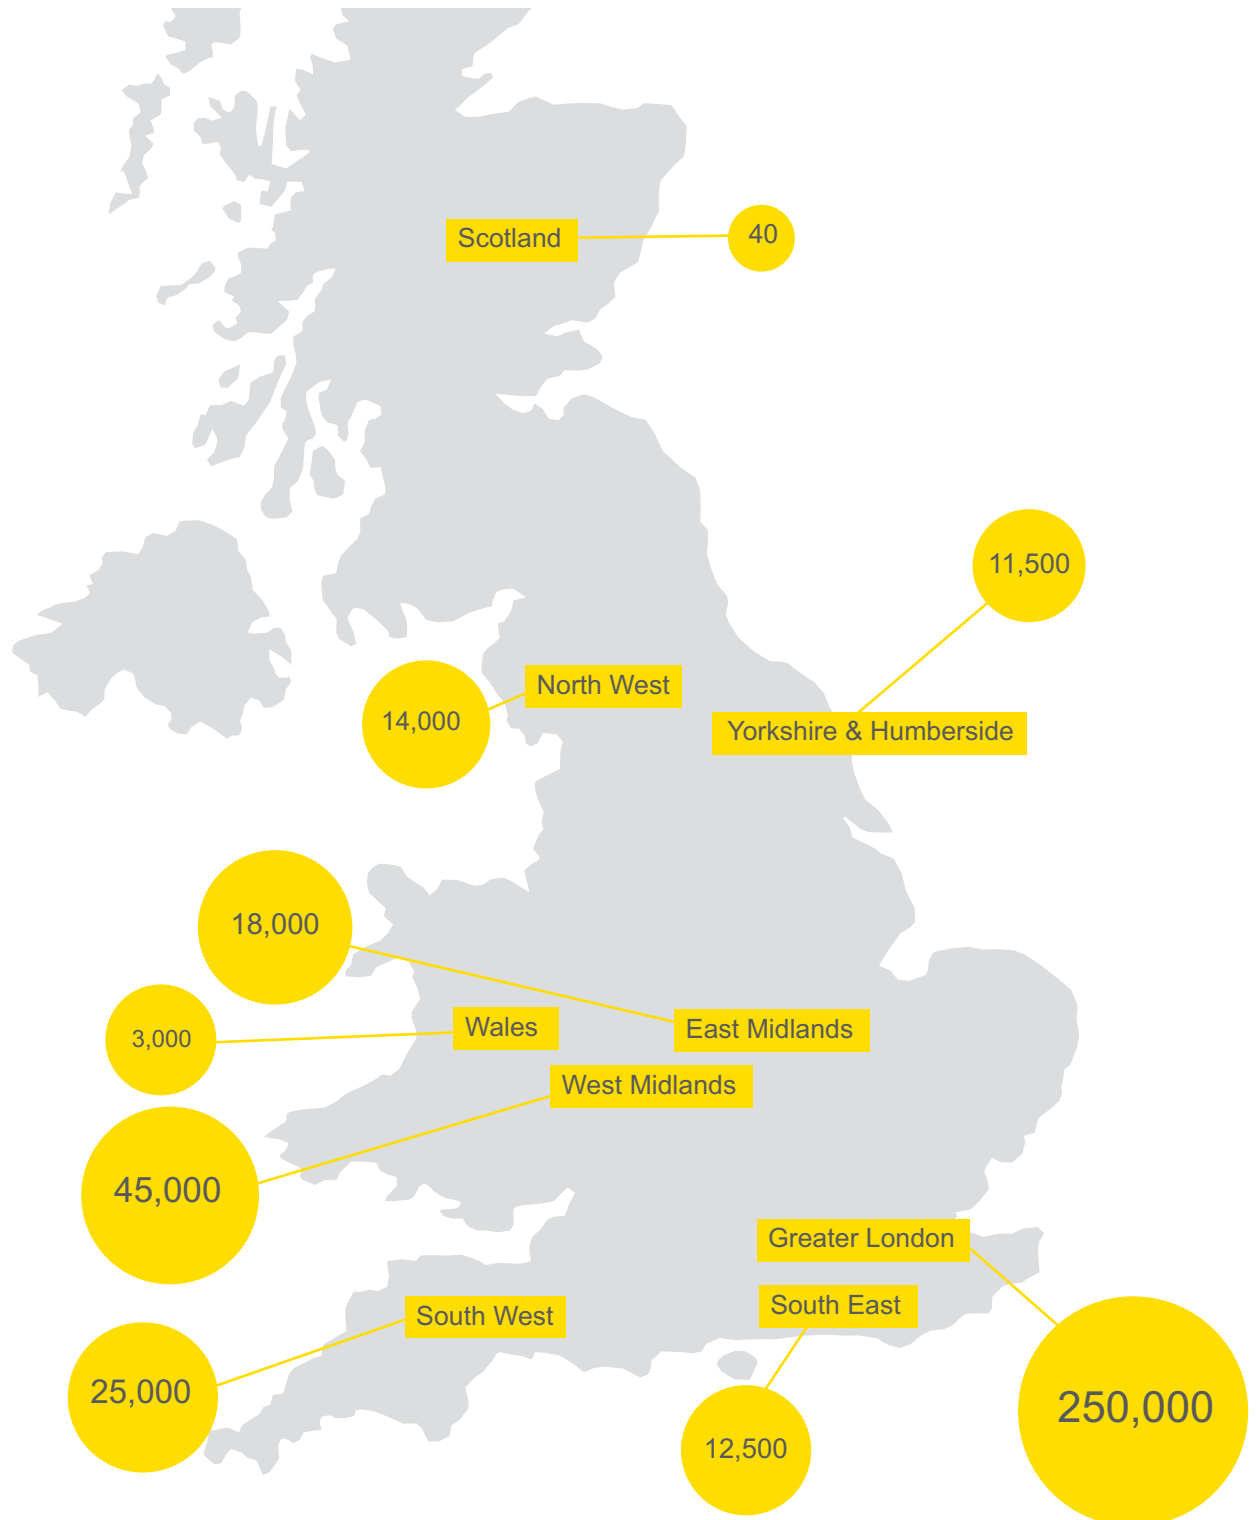 Scotland
40
11,500
North West
14,000
Yorkshire & Humberside
18,000
Wales
3,000
East Midlands
West Midlands
45,000
Greater London
South East
South West
25,000
250,000
12,500